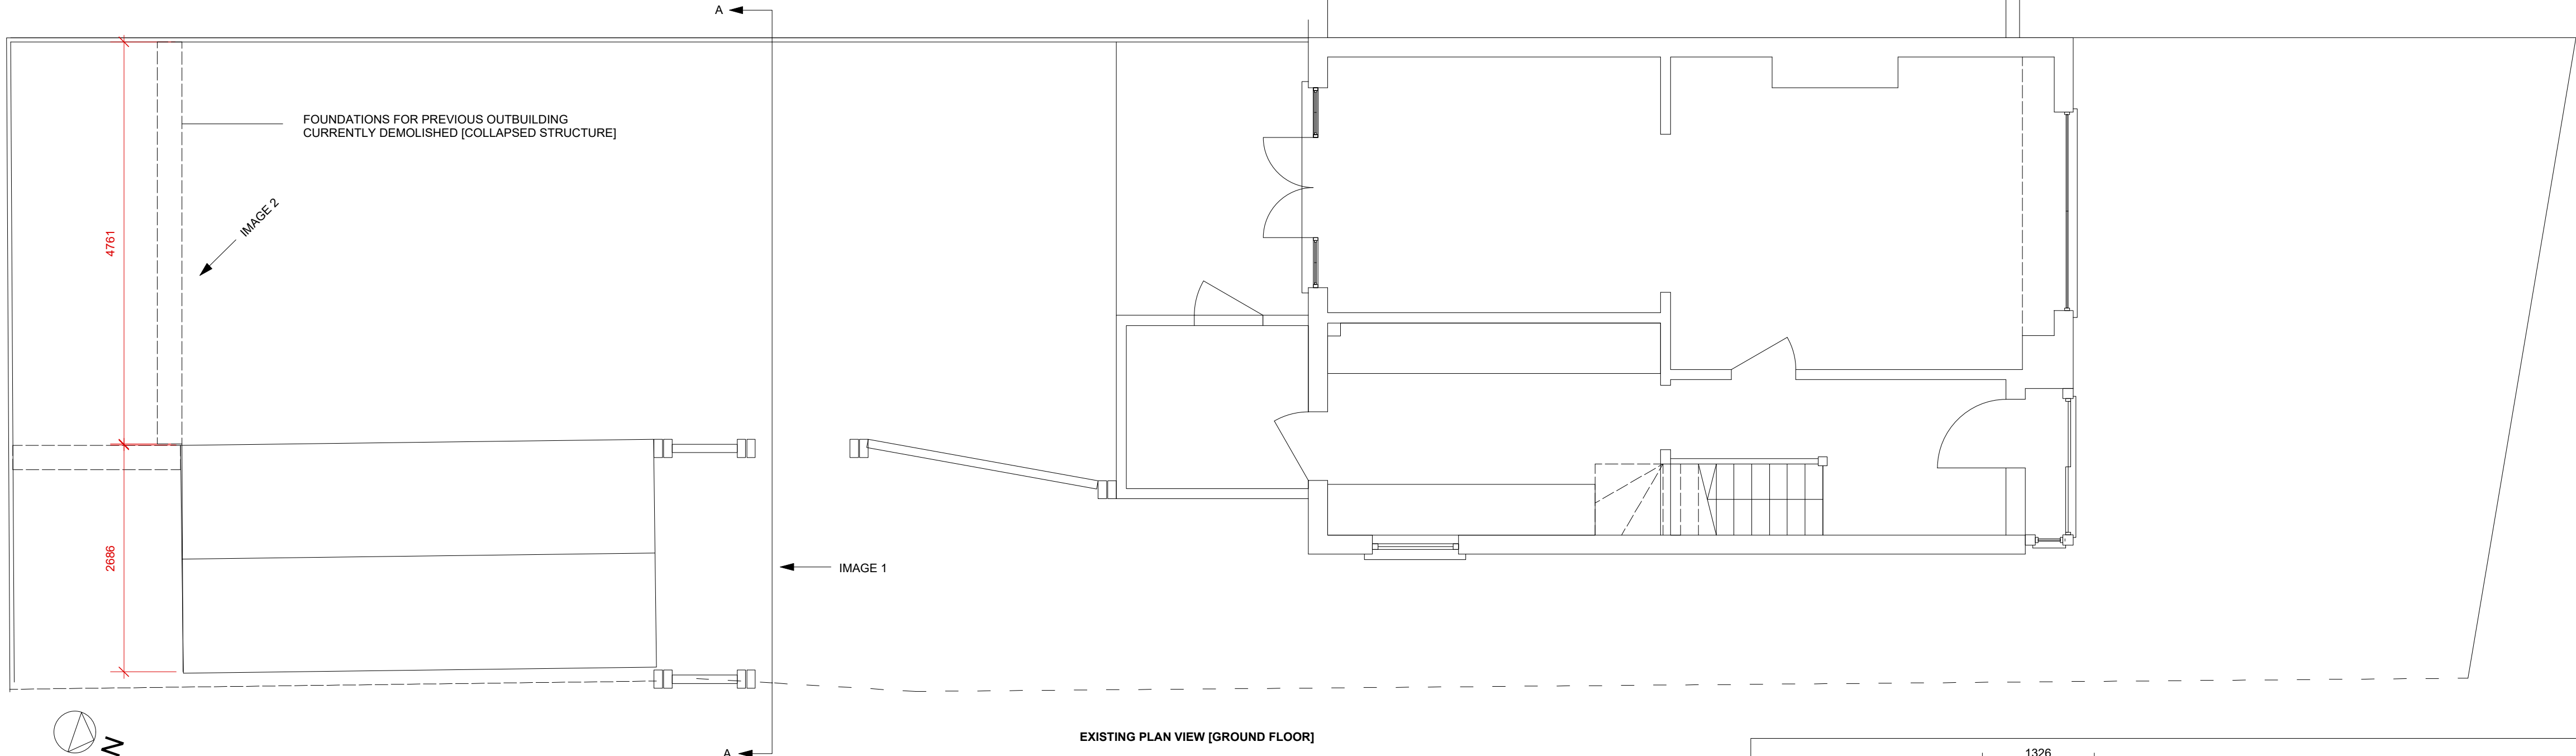 A
FOUNDATIONS FOR PREVIOUS OUTBUILDING
CURRENTLY DEMOLISHED [COLLAPSED STRUCTURE]
IMAGE 2
4761
2686
IMAGE 1
N
A
EXISTING PLAN VIEW [GROUND FLOOR]
1326